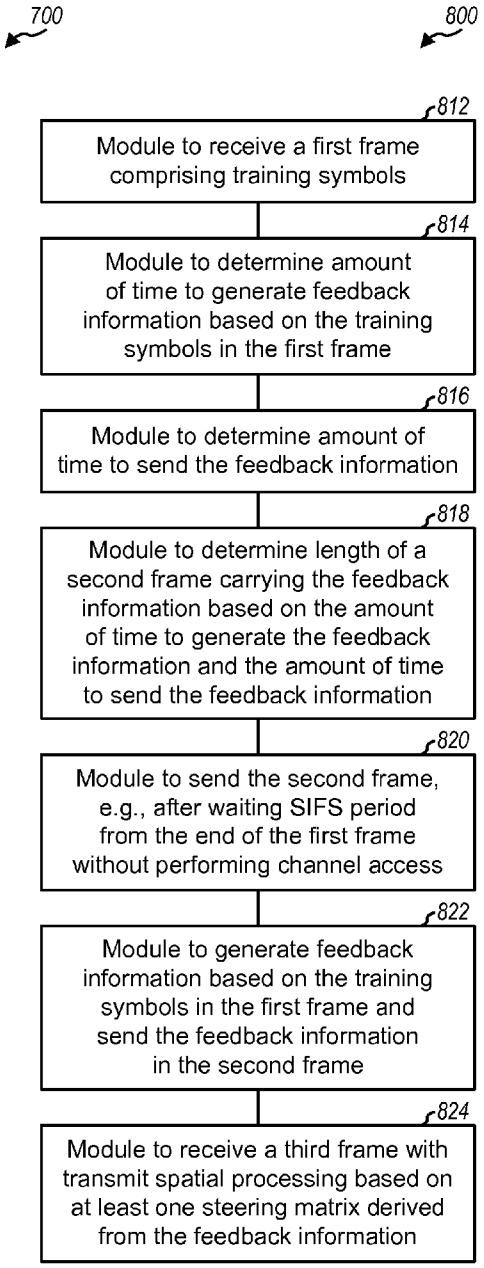 700
800
812
Module to receive a first frame
comprising training symbols
814
Module to determine amount
of time to generate feedback
information based on the training
symbols in the first frame
816
Module to determine amount of
time to send the feedback information
818
Module to determine length of a
second frame carrying the feedback
information based on the amount
of time to generate the feedback
information and the amount of time
to send the feedback information
820
Module to send the second frame,
e.g., after waiting SIFS period
from the end of the first frame
without performing channel access
822
Module to generate feedback
information based on the training
symbols in the first frame and
send the feedback information
in the second frame
824
Module to receive a third frame with
transmit spatial processing based on
at least one steering matrix derived
from the feedback information